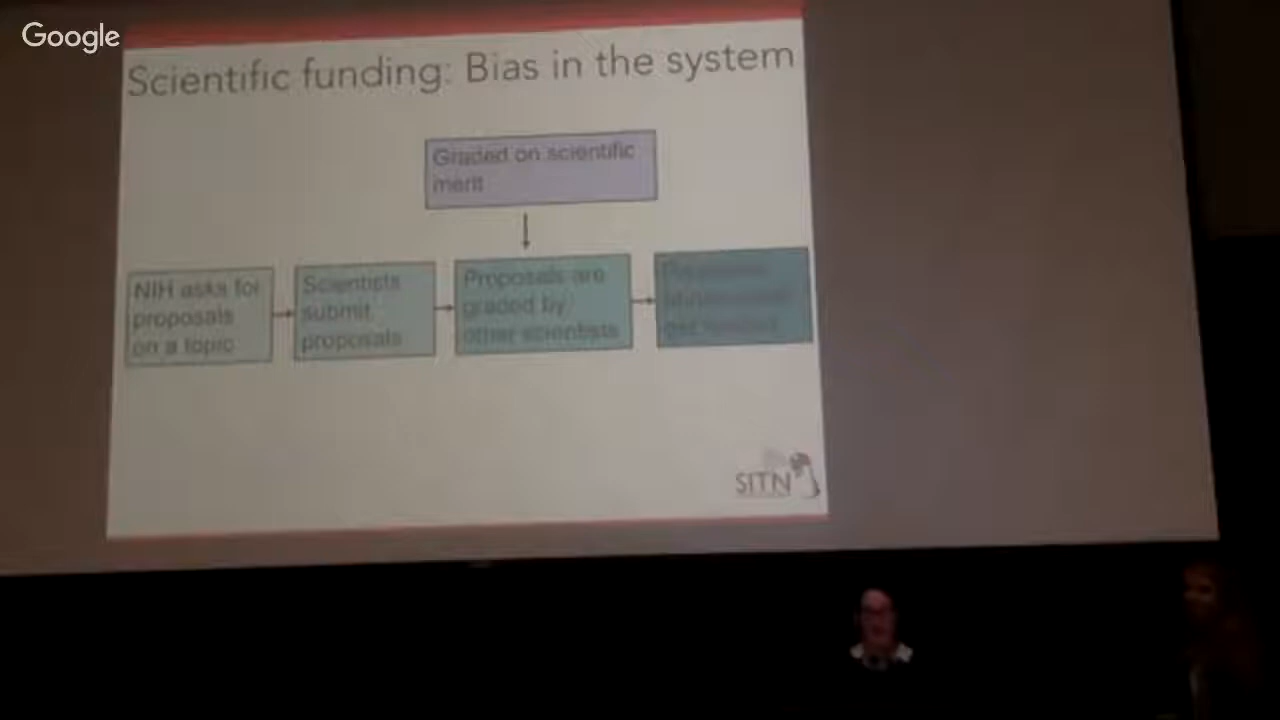 Google
Scientific funding: Bias in the system
Graded on scientific
merit
NIH asks for
proposals
on a topic
Scientists
submit
proposals
Proposals are
graded by
other scientists
SITN